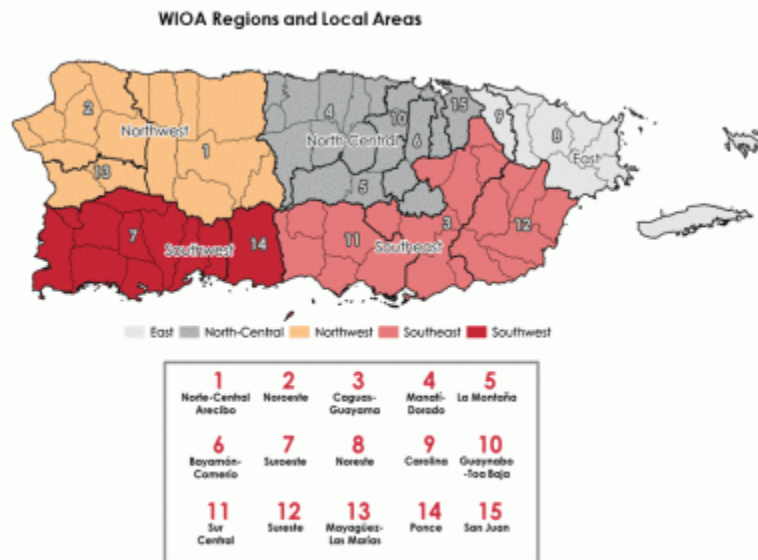 WIOA Regions and Local Areas
2
Northwest
1
13
4
10
15
North-Central
6
5
9
8
East
7
Southwest
14
11
Southeast
3
12
East North-Central Northwest Southeast Southwest
1 2 3 4 5
Norte-Central Noroeste Caguas- Manatí- La Montaña
Arecibo Guayama Dorado
6 7 8 9 10
Bayamón- Suroeste Noreste Carolina Guaynabo
Comerío -Toa Baja
11 12 13 14 15
Sur Sureste Mayagüez- Ponce San Juan
Central Las Marías